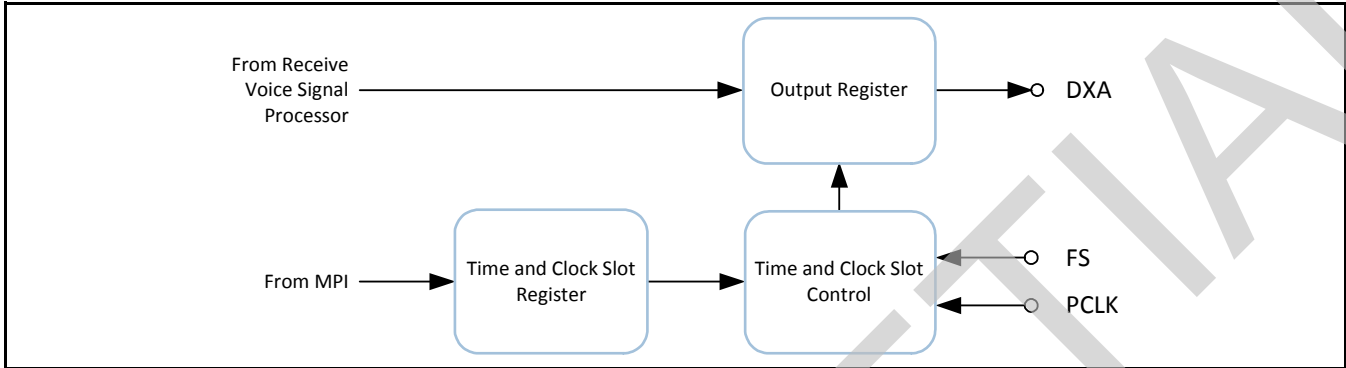 From Receive
Voice Signal
Processor
Output Register
DXA
From MPI
Time and Clock Slot
Register
Time and Clock Slot
Control
FS
PCLK
TIA